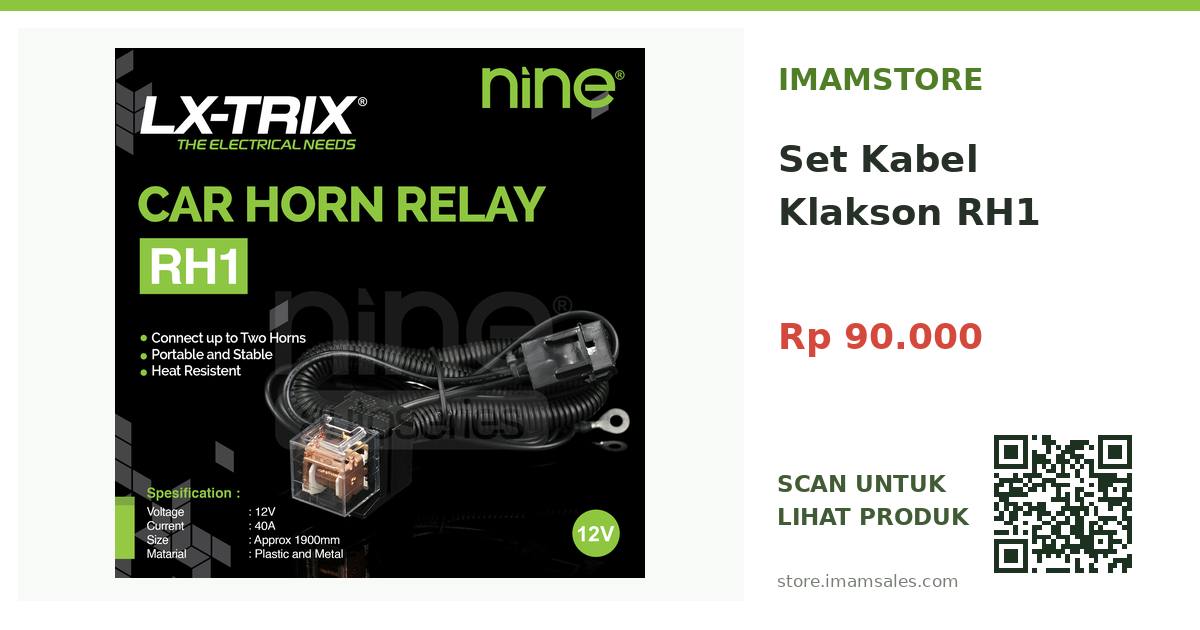 nine®
LX-TRIX®
THE ELECTRICAL NEEDS
CAR HORN RELAY
RH1
• Connect up to Two Horns
• Portable and Stable
• Heat Resistent
nine®
autoseries
Spesification :
Voltage : 12V
Current : 40A
Size : Approx 1900mm
Matarial : Plastic and Metal
12V
IMAMSTORE
Set Kabel
Klakson RH1
Rp 90.000
SCAN UNTUK
LIHAT PRODUK
store.imamsales.com